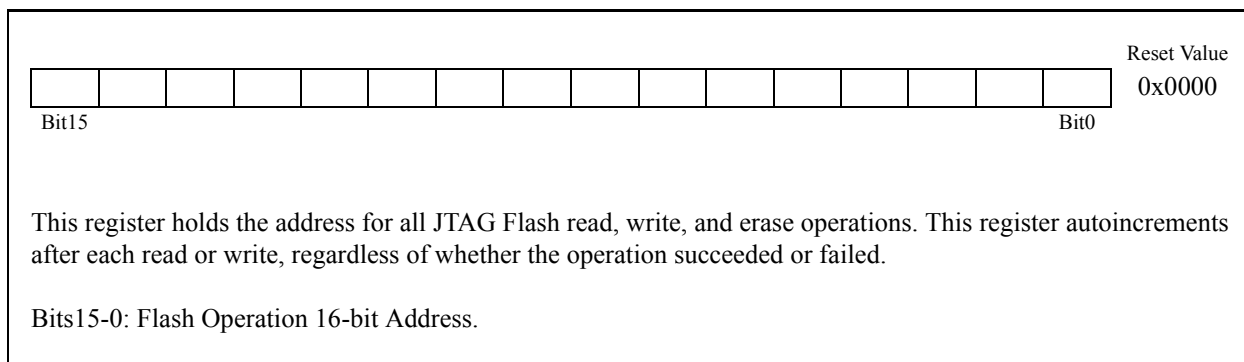 Reset Value
0x0000
Bit15
Bit0
This register holds the address for all JTAG Flash read, write, and erase operations. This register autoincrements
after each read or write, regardless of whether the operation succeeded or failed.
Bits15-0: Flash Operation 16-bit Address.